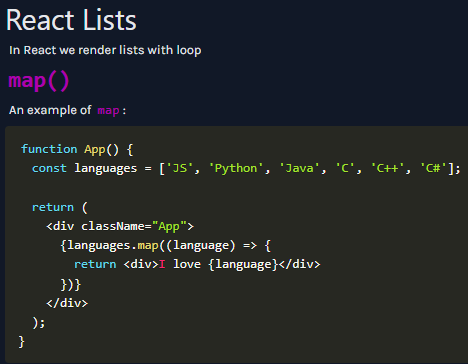 React Lists
In React we render lists with loop
map()
An example of map:
function App() {
  const languages = ['JS', 'Python', 'Java', 'C', 'C++', 'C#'];
  return (
    <div className="App">
      {languages.map((language) => {
        return <div>I love {language}</div>
      })}
    </div>
  );
}